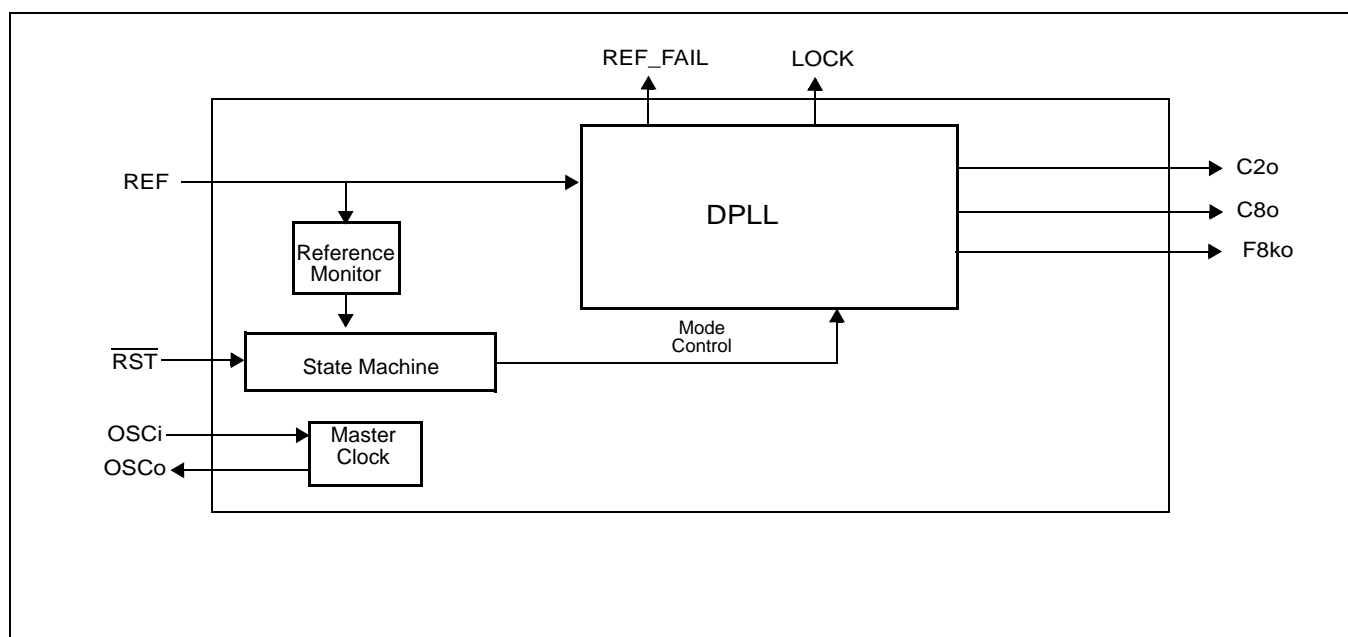 REF_FAIL
LOCK
REF
DPLL
C2o
C8o
F8ko
Reference
Monitor
Mode
Control
RST
State Machine
OSCi
OSCo
Master
Clock